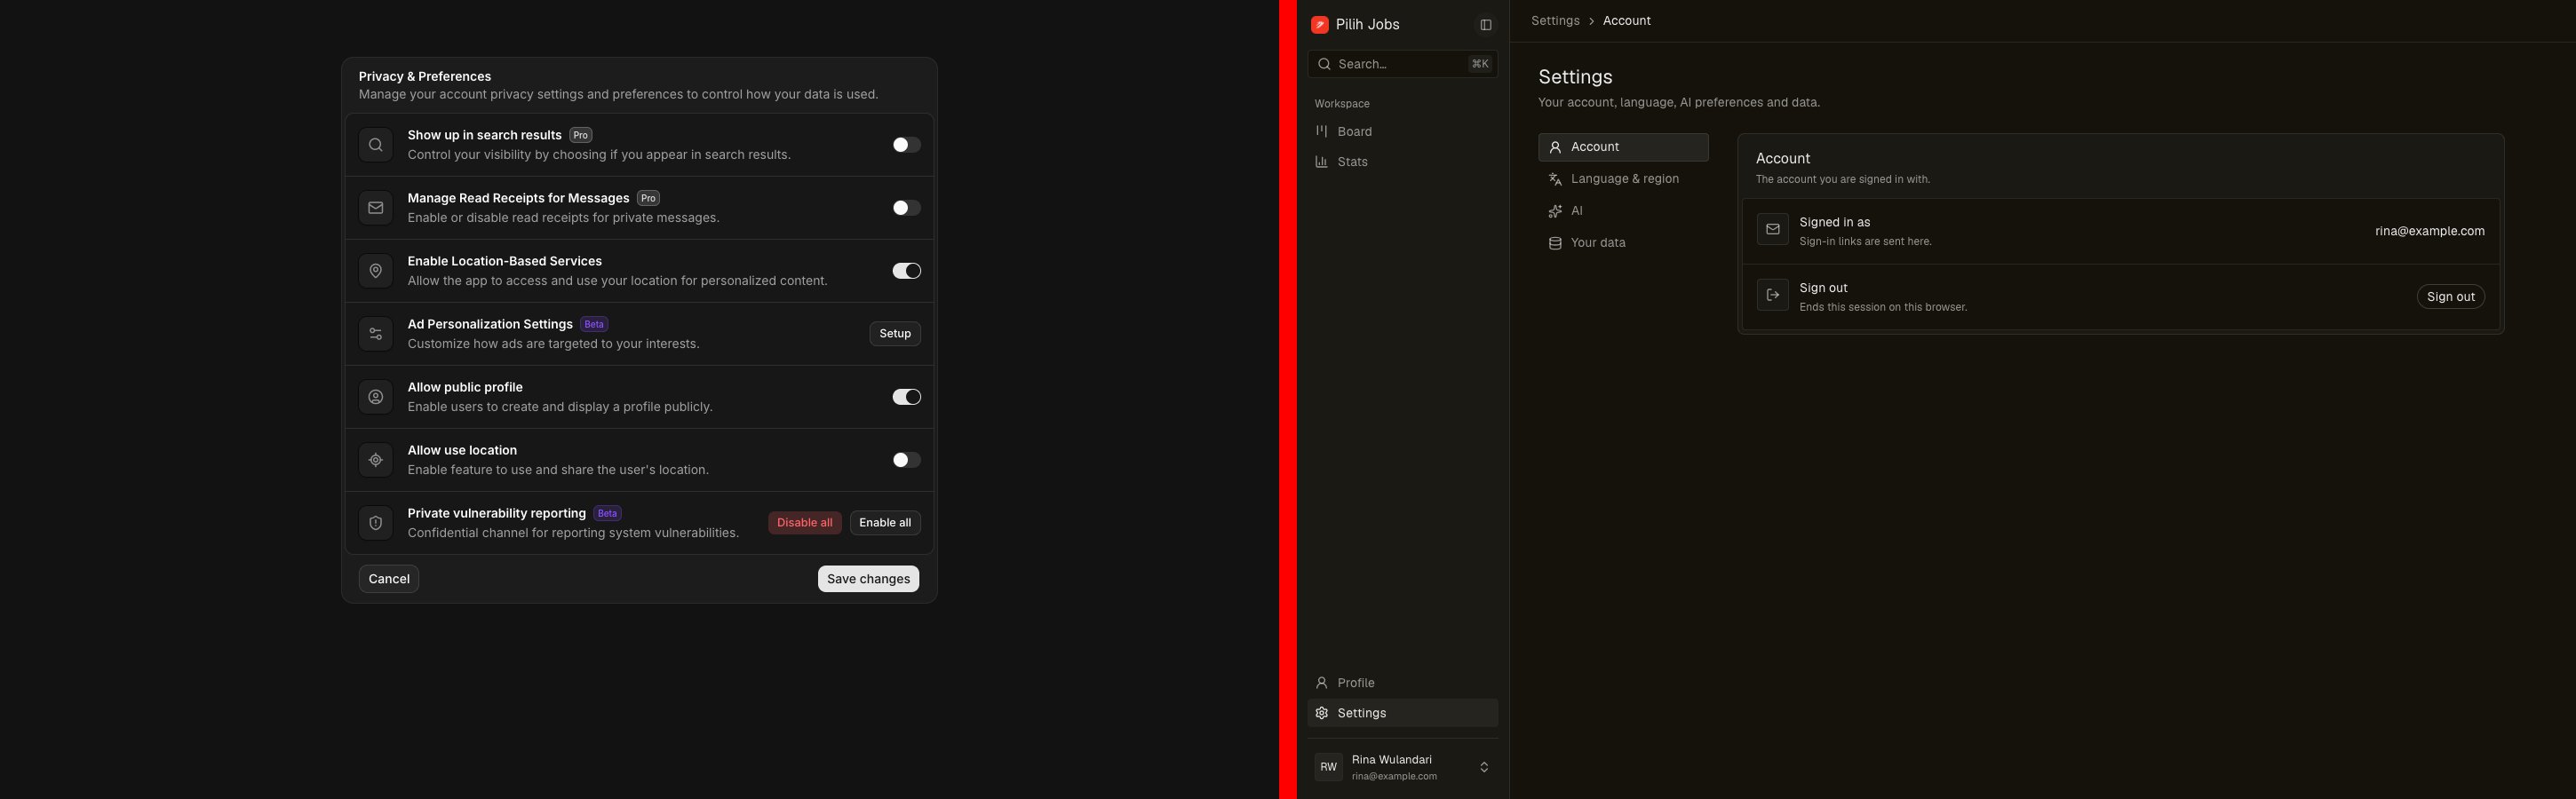 Privacy & Preferences
Manage your account privacy settings and preferences to control how your data is used.
Show up in search results Pro
Control your visibility by choosing if you appear in search results.
Manage Read Receipts for Messages Pro
Enable or disable read receipts for private messages.
Enable Location-Based Services
Allow the app to access and use your location for personalized content.
Ad Personalization Settings Beta
Customize how ads are targeted to your interests.
Setup
Allow public profile
Enable users to create and display a profile publicly.
Allow use location
Enable feature to use and share the user's location.
Private vulnerability reporting Beta
Confidential channel for reporting system vulnerabilities.
Disable all
Enable all
Cancel
Save changes
Pilih Jobs
Search... ⌘K
Workspace
Board
Stats
Profile
Settings
RW
Rina Wulandari
rina@example.com
Settings > Account
Settings
Your account, language, AI preferences and data.
Account
Language & region
AI
Your data
Account
The account you are signed in with.
Signed in as
Sign-in links are sent here.
rina@example.com
Sign out
Ends this session on this browser.
Sign out